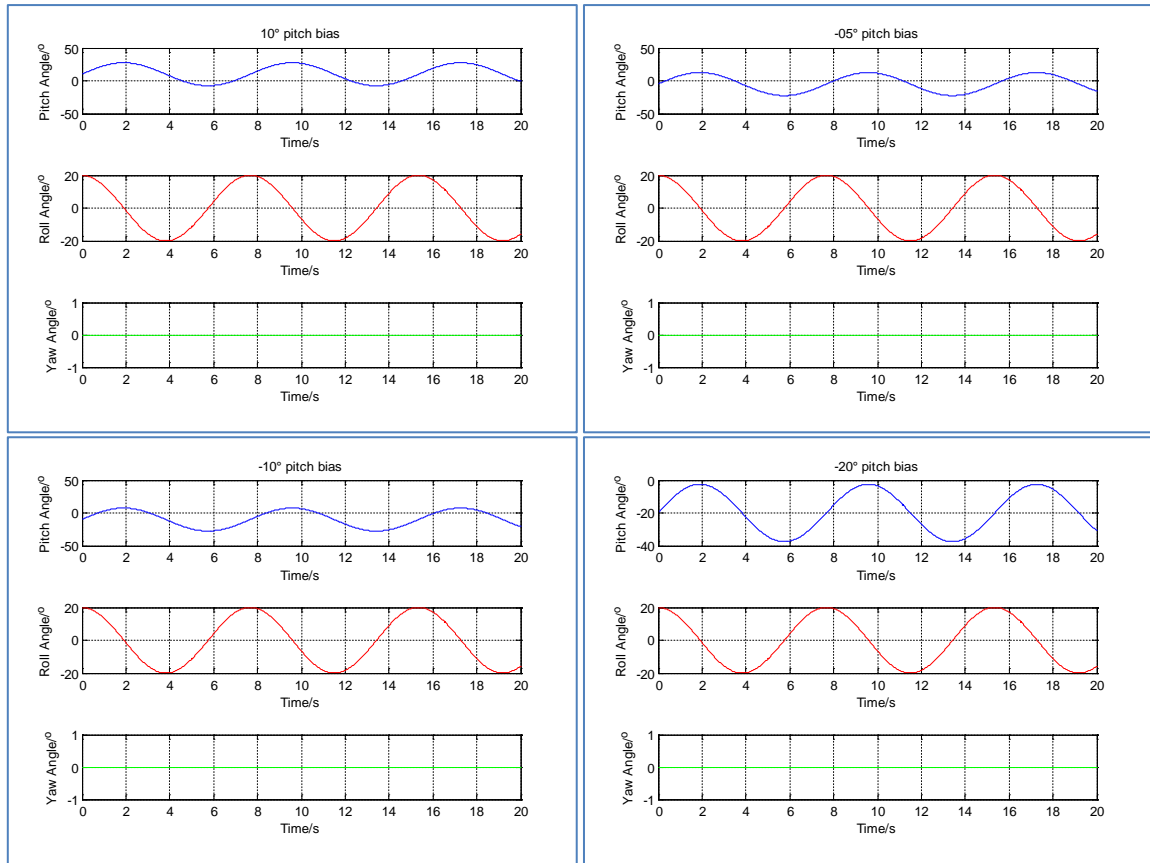 10° pitch bias
Pitch Angle/º
50
0
-50
0 2 4 6 8 10 12 14 16 18 20
Time/s
Roll Angle/º
20
0
-20
0 2 4 6 8 10 12 14 16 18 20
Time/s
Yaw Angle/º
1
0
-1
0 2 4 6 8 10 12 14 16 18 20
Time/s
-05° pitch bias
Pitch Angle/º
50
0
-50
0 2 4 6 8 10 12 14 16 18 20
Time/s
Roll Angle/º
20
0
-20
0 2 4 6 8 10 12 14 16 18 20
Time/s
Yaw Angle/º
1
0
-1
0 2 4 6 8 10 12 14 16 18 20
Time/s
-10° pitch bias
Pitch Angle/º
50
0
-50
0 2 4 6 8 10 12 14 16 18 20
Time/s
Roll Angle/º
20
0
-20
0 2 4 6 8 10 12 14 16 18 20
Time/s
Yaw Angle/º
1
0
-1
0 2 4 6 8 10 12 14 16 18 20
Time/s
-20° pitch bias
Pitch Angle/º
0
-20
-40
0 2 4 6 8 10 12 14 16 18 20
Time/s
Roll Angle/º
20
0
-20
0 2 4 6 8 10 12 14 16 18 20
Time/s
Yaw Angle/º
1
0
-1
0 2 4 6 8 10 12 14 16 18 20
Time/s